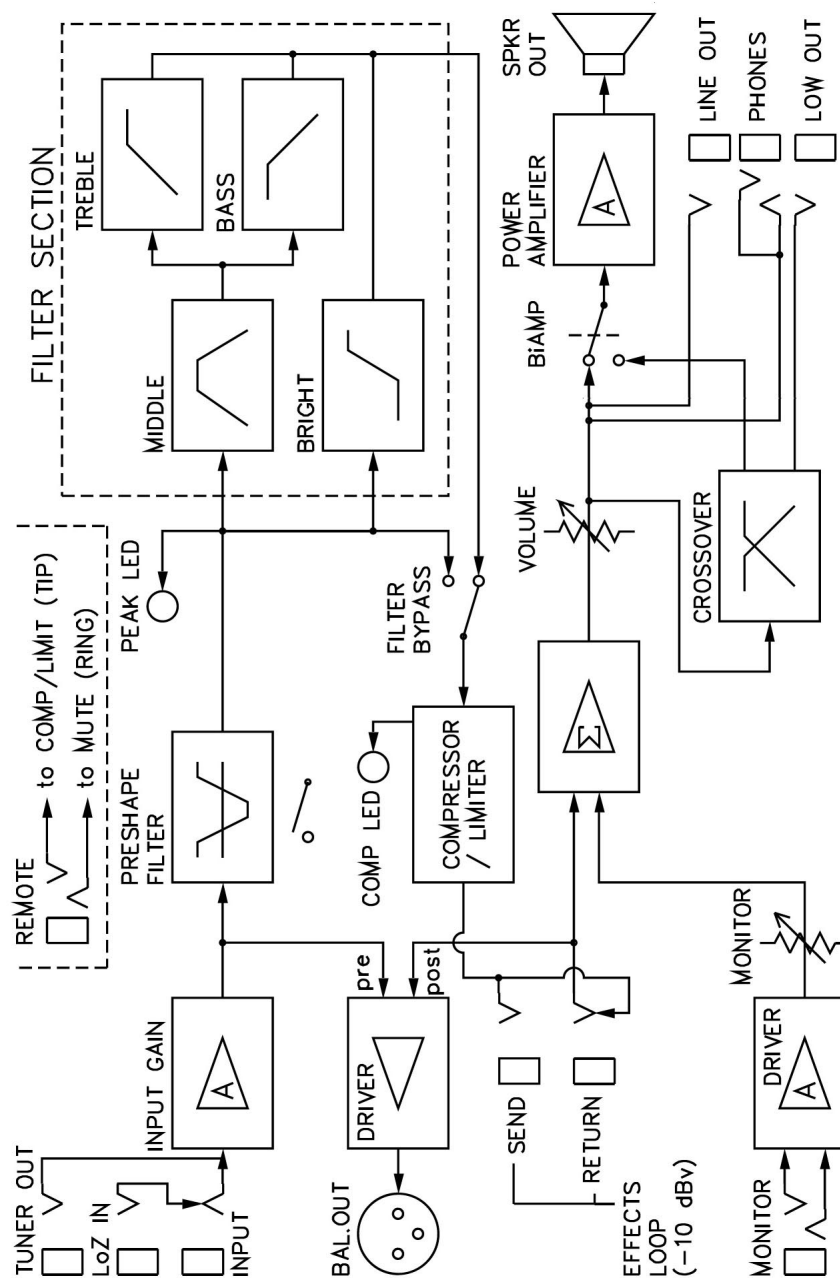 TUNER OUT
LoZ IN
INPUT
INPUT GAIN
A
REMOTE
to COMP/LIMIT (TIP)
to MUTE (RING)
PRESHAPE
FILTER
PEAK LED
FILTER SECTION
MIDDLE
BRIGHT
TREBLE
BASS
BAL.OUT
DRIVER
pre
post
COMP LED
COMPRESSOR
/ LIMITER
FILTER
BYPASS
SEND
RETURN
EFFECTS
LOOP
(-10 dBv)
Σ
VOLUME
BiAMP
POWER
AMPLIFIER
A
SPKR
OUT
LINE OUT
PHONES
LOW OUT
CROSSOVER
MONITOR
DRIVER
A
MONITOR